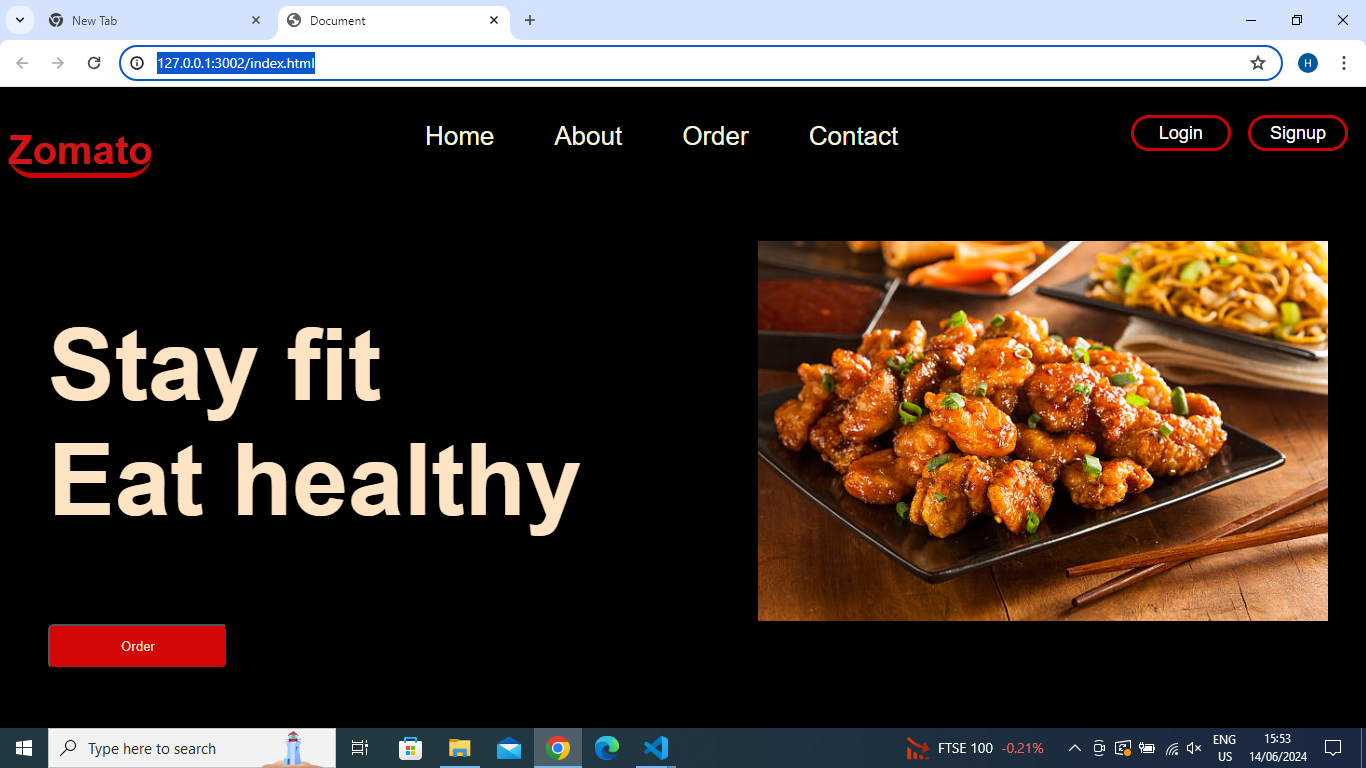 New Tab
Document
127.0.0.1:3002/index.html
H
Zomato
Home About Order Contact
Login Signup
Stay fit
Eat healthy
Order
Type here to search
FTSE 100 -0.21%
ENG
US
15:53
14/06/2024